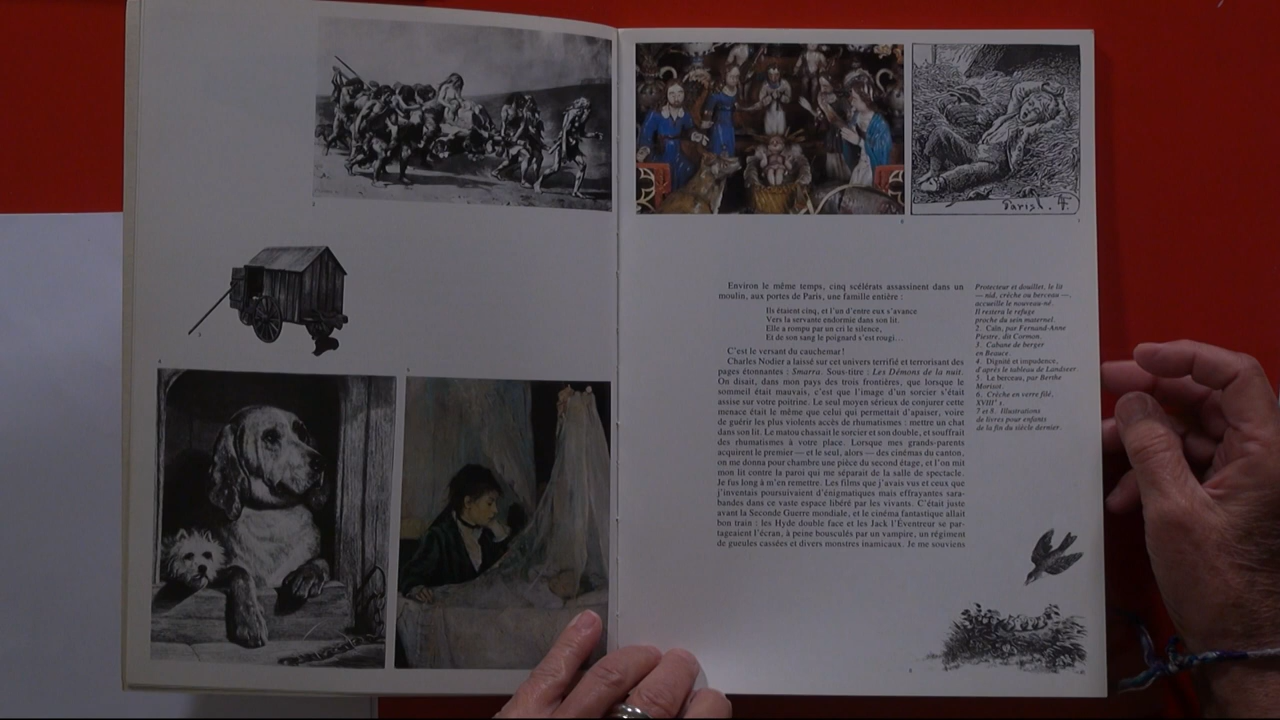 2
3
4
5
6
7
Paris.
Environ le même temps, cinq scélérats assassinent dans un
moulin, aux portes de Paris, une famille entière :
Ils étaient cinq, et l'un d'entre eux s'avance
Vers la servante endormie dans son lit.
Elle a rompu par un cri le silence,
Et de son sang le poignard s'est rougi...
C'est le versant du cauchemar !
Charles Nodier a laissé sur cet univers terrifié et terrorisant des
pages étonnantes : Smarra. Sous-titre : Les Démons de la nuit.
On disait, dans mon pays des trois frontières, que lorsque le
sommeil était mauvais, c'est que l'image d'un sorcier s'était
assise sur votre poitrine. Le seul moyen sérieux de conjurer cette
menace était le même que celui qui permettait d'apaiser, voire
de guérir les plus violents accès de rhumatismes : mettre un chat
dans son lit. Le matou chassait le sorcier et son double, et souffrait
des rhumatismes à votre place. Lorsque mes grands-parents
acquirent le premier — et le seul, alors — des cinémas du canton,
on me donna pour chambre une pièce du second étage, et l'on mit
mon lit contre la paroi qui me séparait de la salle de spectacle.
Je fus long à m'en remettre. Les films que j'avais vus et ceux que
j'inventais poursuivaient d'énigmatiques mais effrayantes sara-
bandes dans ce vaste espace libéré par les vivants. C'était juste
avant la Seconde Guerre mondiale, et le cinéma fantastique allait
bon train : les Hyde double face et les Jack l'Éventreur se par-
tageaient l'écran, à peine bousculés par un vampire, un régiment
de gueules cassées et divers monstres inamicaux. Je me souviens
Protecteur et douillet, le lit
— nid, crèche ou berceau —,
accueille le nouveau-né.
Il restera le refuge
proche du sein maternel.
2. Caïn, par Fernand-Anne
Piestre, dit Cormon.
3. Cabane de berger
en Beauce.
4. Dignité et impudence,
d'après le tableau de Landseer.
5. Le berceau, par Berthe
Morisot.
6. Crèche en verre filé,
XVIIIe s.
7 et 8. Illustrations
de livres pour enfants
de la fin du siècle dernier.
8